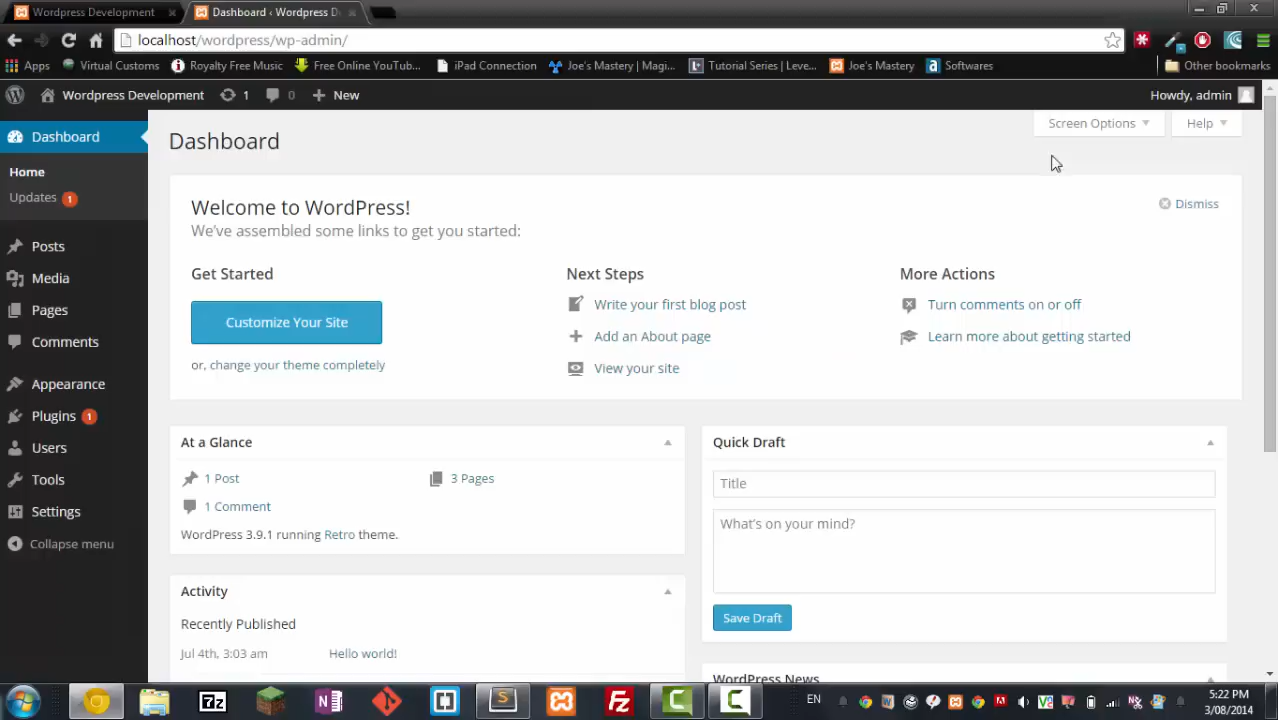 Wordpress Development
Dashboard ‹ Wordpress D
localhost/wordpress/wp-admin/
Apps
Virtual Customs
Royalty Free Music
Free Online YouTub...
iPad Connection
Joe's Mastery | Magi...
Tutorial Series | Leve...
Joe's Mastery
Softwares
Other bookmarks
Wordpress Development
1
0
New
Howdy, admin
Dashboard
Home
Updates 1
Posts
Media
Pages
Comments
Appearance
Plugins 1
Users
Tools
Settings
Collapse menu
Dashboard
Screen Options
Help
Welcome to WordPress!
We've assembled some links to get you started:
Dismiss
Get Started
Customize Your Site
or, change your theme completely
Next Steps
Write your first blog post
Add an About page
View your site
More Actions
Turn comments on or off
Learn more about getting started
At a Glance
1 Post
3 Pages
1 Comment
WordPress 3.9.1 running Retro theme.
Activity
Recently Published
Jul 4th, 3:03 am
Hello world!
Quick Draft
Title
What's on your mind?
Save Draft
WordPress News
7z
N
S
Fz
C
C
EN
5:22 PM
3/08/2014